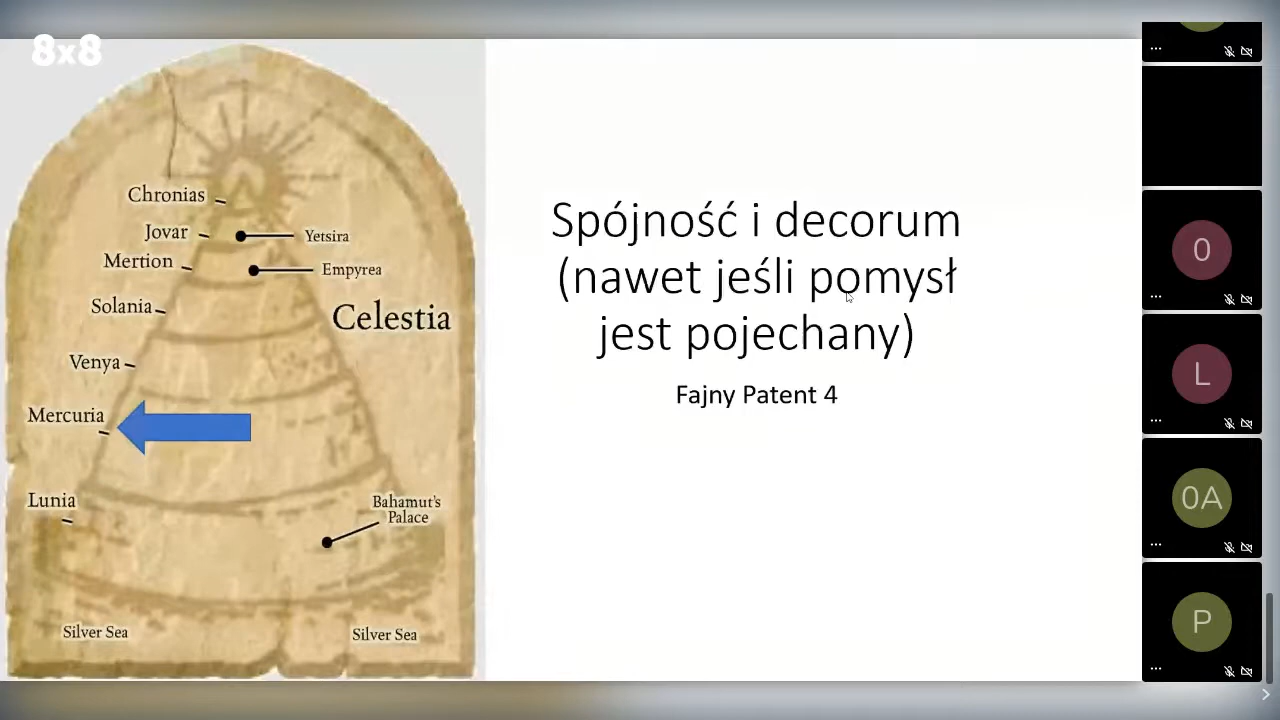 8x8
Chronias
Jovar
Yetsira
Mertion
Empyrea
Solania
Celestia
Venya
Mercuria
Lunia
Bahamut's
Palace
Silver Sea
Silver Sea
Spójność i decorum
(nawet jeśli pomysł
jest pojechany)
Fajny Patent 4
0
L
0A
P